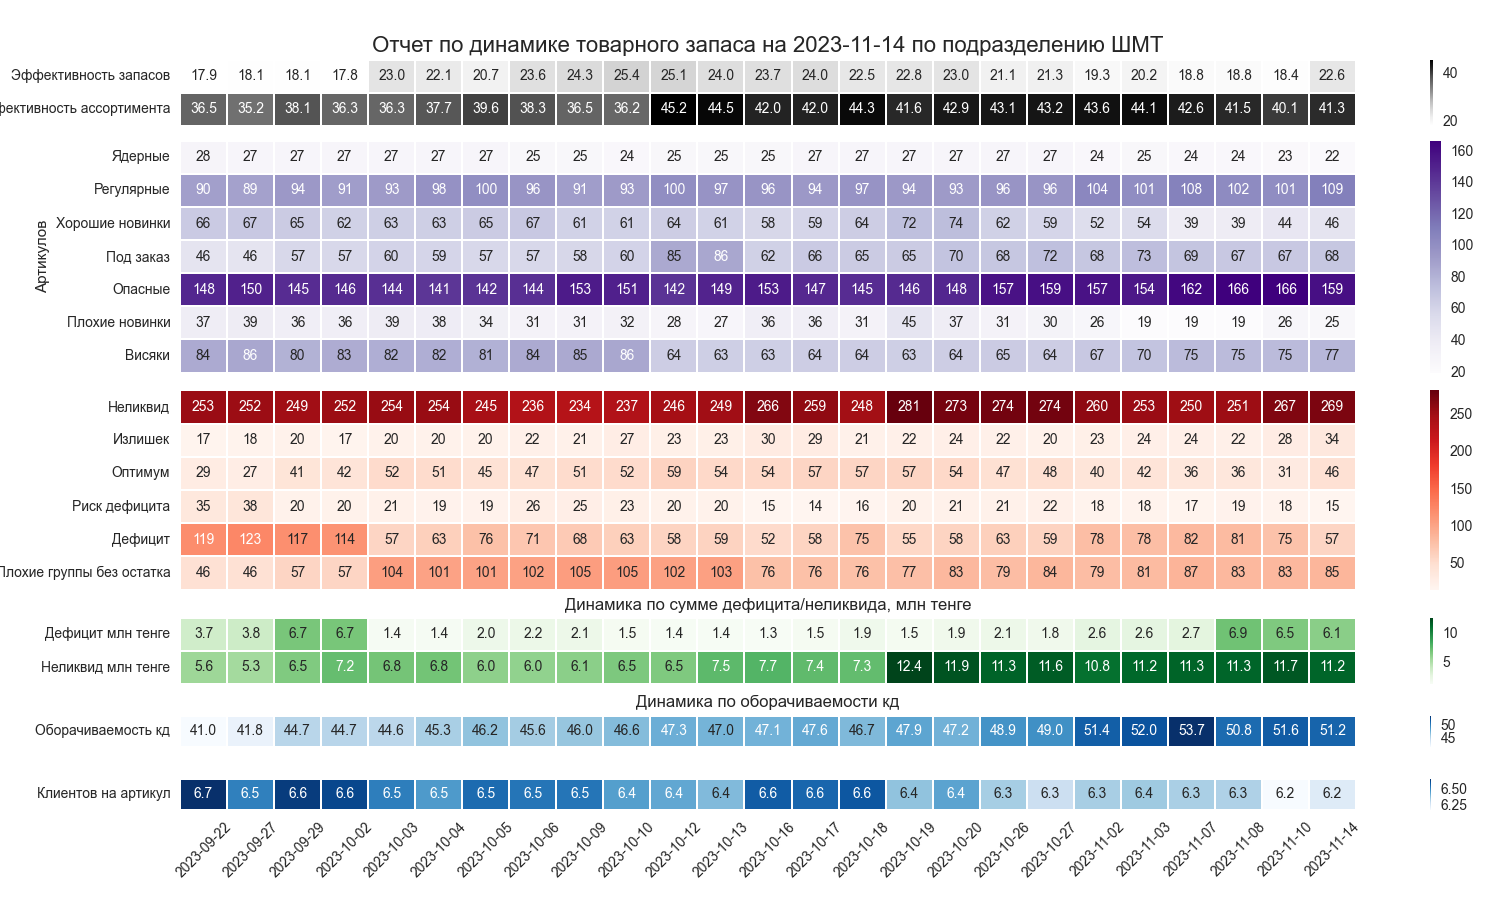 Отчет по динамике товарного запаса на 2023-11-14 по подразделению ШМТ
Эффективность запасов 17.9 18.1 18.1 17.8 23.0 22.1 20.7 23.6 24.3 25.4 25.1 24.0 23.7 24.0 22.5 22.8 23.0 21.1 21.3 19.3 20.2 18.8 18.8 18.4 22.6
фективность ассортимента 36.5 35.2 38.1 36.3 36.3 37.7 39.6 38.3 36.5 36.2 45.2 44.5 42.0 42.0 44.3 41.6 42.9 43.1 43.2 43.6 44.1 42.6 41.5 40.1 41.3
40
20
Артикулов
Ядерные 28 27 27 27 27 27 27 25 25 24 25 25 25 27 27 27 27 27 27 24 25 24 24 23 22
Регулярные 90 89 94 91 93 98 100 96 91 93 100 97 96 94 97 94 93 96 96 104 101 108 102 101 109
Хорошие новинки 66 67 65 62 63 63 65 67 61 61 64 61 58 59 64 72 74 62 59 52 54 39 39 44 46
Под заказ 46 46 57 57 60 59 57 57 58 60 85 86 62 66 65 65 70 68 72 68 73 69 67 67 68
Опасные 148 150 145 146 144 141 142 144 153 151 142 149 153 147 145 146 148 157 159 157 154 162 166 166 159
Плохие новинки 37 39 36 36 39 38 34 31 31 32 28 27 36 36 31 45 37 31 30 26 19 19 19 26 25
Висяки 84 86 80 83 82 82 81 84 85 86 64 63 63 64 64 63 64 65 64 67 70 75 75 75 77
160
140
120
100
80
60
40
20
Неликвид 253 252 249 252 254 254 245 236 234 237 246 249 266 259 248 281 273 274 274 260 253 250 251 267 269
Излишек 17 18 20 17 20 20 20 22 21 27 23 23 30 29 21 22 24 22 20 23 24 24 22 28 34
Оптимум 29 27 41 42 52 51 45 47 51 52 59 54 54 57 57 57 54 47 48 40 42 36 36 31 46
Риск дефицита 35 38 20 20 21 19 19 26 25 23 20 20 15 14 16 20 21 21 22 18 18 17 19 18 15
Дефицит 119 123 117 114 57 63 76 71 68 63 58 59 52 58 75 55 58 63 59 78 78 82 81 75 57
Плохие группы без остатка 46 46 57 57 104 101 101 102 105 105 102 103 76 76 76 77 83 79 84 79 81 87 83 83 85
250
200
150
100
50
Динамика по сумме дефицита/неликвида, млн тенге
Дефицит млн тенге 3.7 3.8 6.7 6.7 1.4 1.4 2.0 2.2 2.1 1.5 1.4 1.4 1.3 1.5 1.9 1.5 1.9 2.1 1.8 2.6 2.6 2.7 6.9 6.5 6.1
Неликвид млн тенге 5.6 5.3 6.5 7.2 6.8 6.8 6.0 6.0 6.1 6.5 6.5 7.5 7.7 7.4 7.3 12.4 11.9 11.3 11.6 10.8 11.2 11.3 11.3 11.7 11.2
10
5
Динамика по оборачиваемости кд
Оборачиваемость кд 41.0 41.8 44.7 44.7 44.6 45.3 46.2 45.6 46.0 46.6 47.3 47.0 47.1 47.6 46.7 47.9 47.2 48.9 49.0 51.4 52.0 53.7 50.8 51.6 51.2
50
45
Клиентов на артикул 6.7 6.5 6.6 6.6 6.5 6.5 6.5 6.5 6.5 6.4 6.4 6.4 6.6 6.6 6.6 6.4 6.4 6.3 6.3 6.3 6.4 6.3 6.3 6.2 6.2
6.50
6.25
2023-09-22 2023-09-27 2023-09-29 2023-10-02 2023-10-03 2023-10-04 2023-10-05 2023-10-06 2023-10-09 2023-10-10 2023-10-12 2023-10-13 2023-10-16 2023-10-17 2023-10-18 2023-10-19 2023-10-20 2023-10-26 2023-10-27 2023-11-02 2023-11-03 2023-11-07 2023-11-08 2023-11-10 2023-11-14